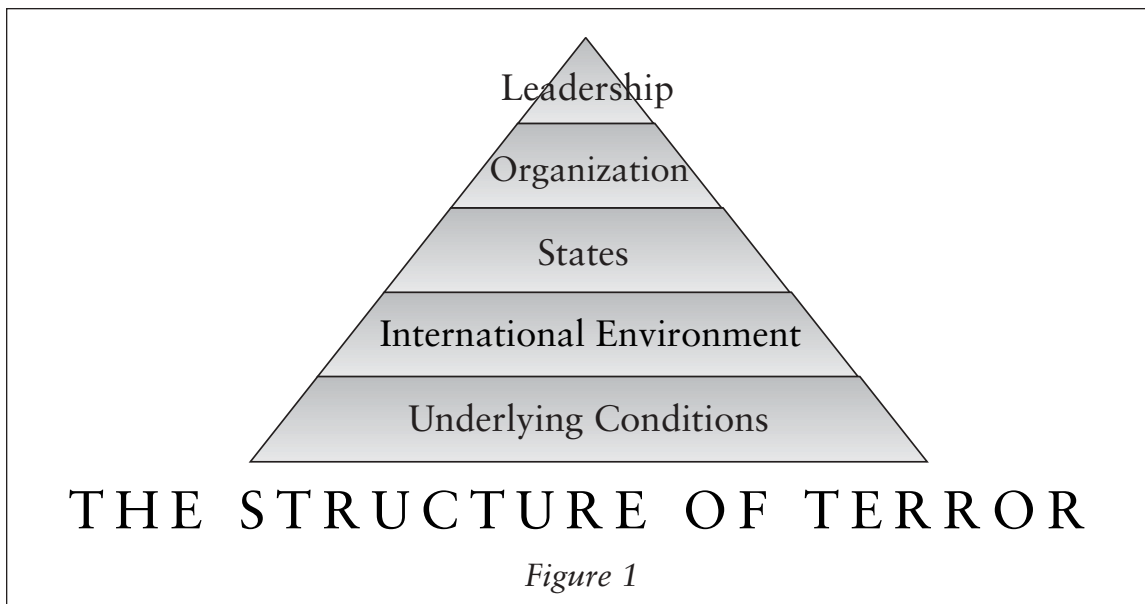 Leadership
Organization
States
International Environment
Underlying Conditions
THE STRUCTURE OF TERROR
Figure 1